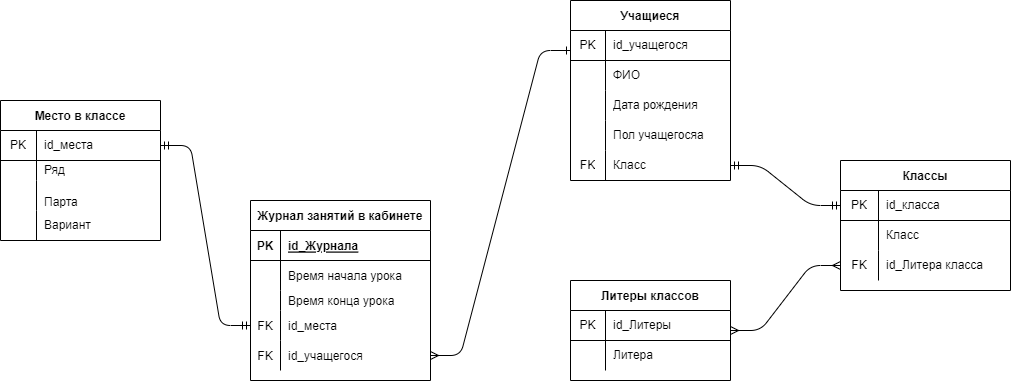 Учащиеся
PK id_учащегося
ФИО
Дата рождения
Пол учащегосяа
FK Класс
Место в классе
PK id_места
Ряд
Парта
Вариант
Журнал занятий в кабинете
PK id_Журнала
Время начала урока
Время конца урока
FK id_места
FK id_учащегося
Классы
PK id_класса
Класс
FK id_Литера класса
Литеры классов
PK id_Литеры
Литера